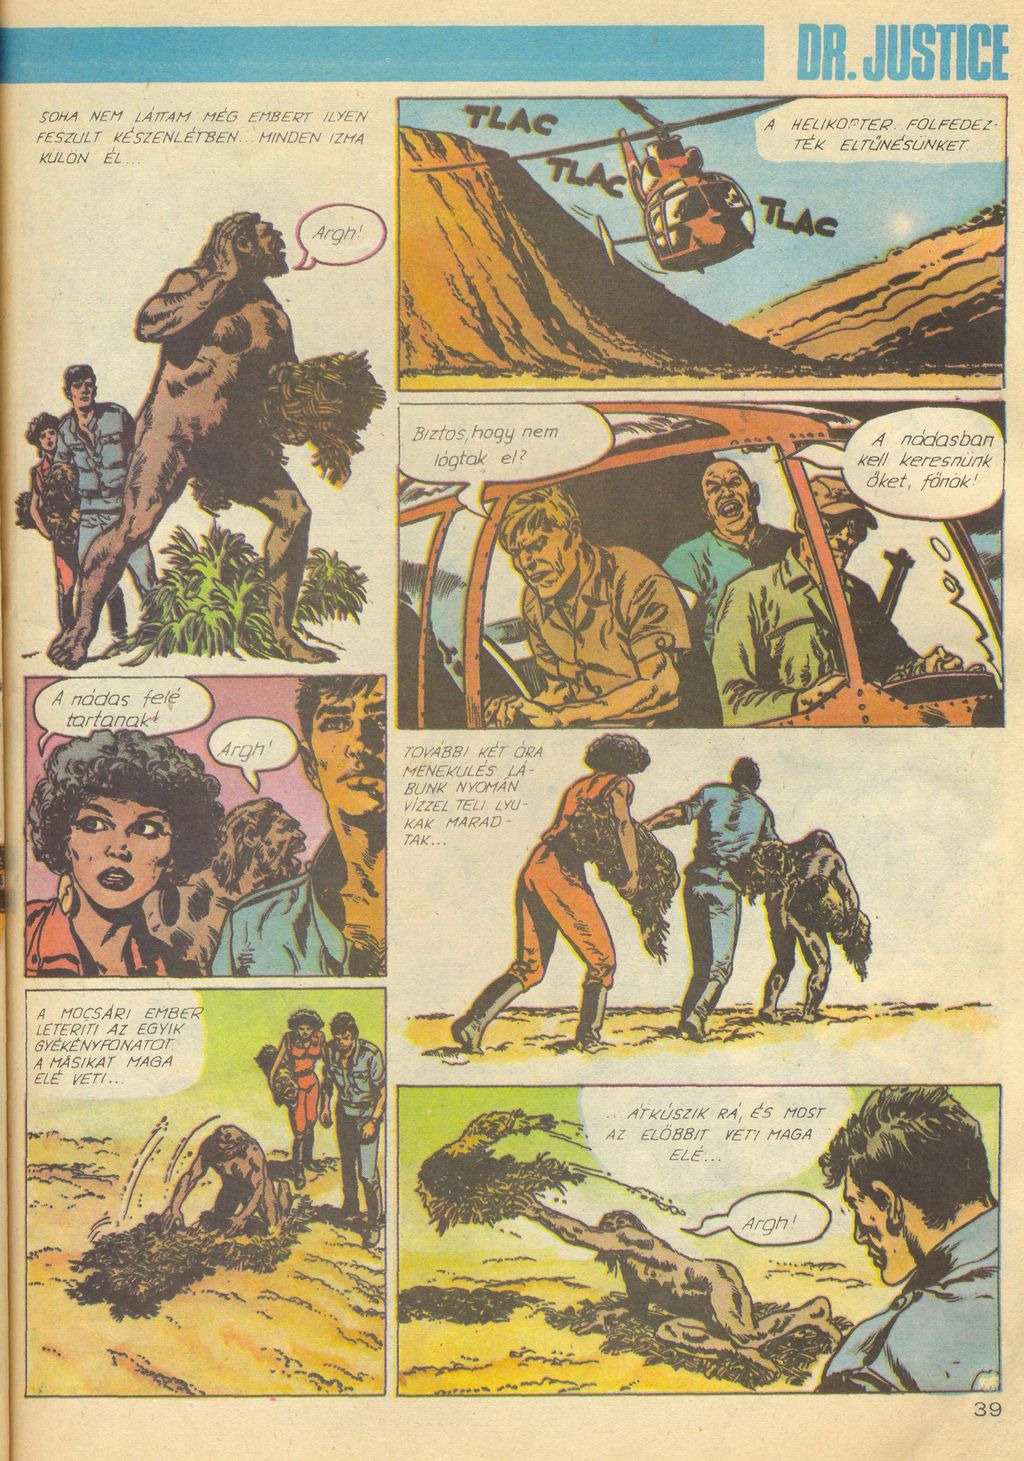 DR. JUSTICE
SOHA NEM LÁTTAM MÉG EMBERT ILYEN
FESZÜLT KÉSZENLÉTBEN... MINDEN IZMA
KÜLÖN ÉL...
Argh!
TLAC
TLAC
TLAC
A HELIKOPTER. FÖLFEDEZ-
TÉK ELTŰNÉSÜNKET.
Biztos, hogy nem
lógtak el?
A nádasban
kell keresnünk
őket, főnök!
A nádas felé
tartanak!
Argh!
TOVÁBBI KÉT ÓRA
MENEKÜLÉS. LÁ-
BUNK NYOMÁN
VÍZZEL TELI LYU-
KAK MARAD-
TAK...
A MOCSÁRI EMBER
LETERITI AZ EGYIK
GYÉKÉNYFONATOT.
A MÁSIKAT MAGA
ELÉ VETI...
...ÁTKÚSZIK RÁ, ÉS MOST
AZ ELŐBBIT VETI MAGA
ELÉ...
Argh!
39